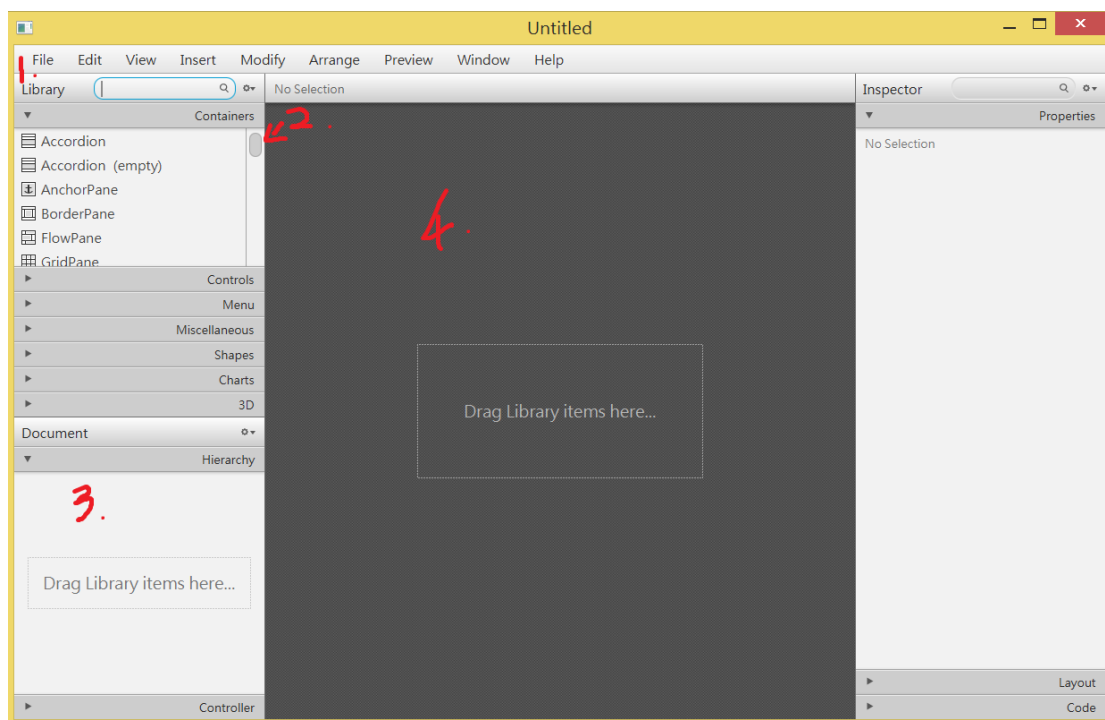 Untitled
File Edit View Insert Modify Arrange Preview Window Help
1.
Library
No Selection
Containers
2.
Accordion
Accordion (empty)
AnchorPane
BorderPane
FlowPane
GridPane
Controls
Menu
Miscellaneous
Shapes
Charts
3D
Document
Hierarchy
3.
Drag Library items here...
Controller
4.
Drag Library items here...
Inspector
Properties
No Selection
Layout
Code